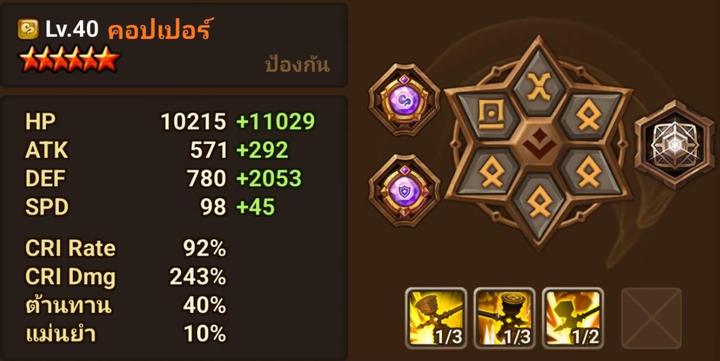 Lv.40 คอปเปอร์
ป้องกัน
HP 10215 +11029
ATK 571 +292
DEF 780 +2053
SPD 98 +45
CRI Rate 92%
CRI Dmg 243%
ต้านทาน 40%
แม่นยำ 10%
1/3 1/3 1/2